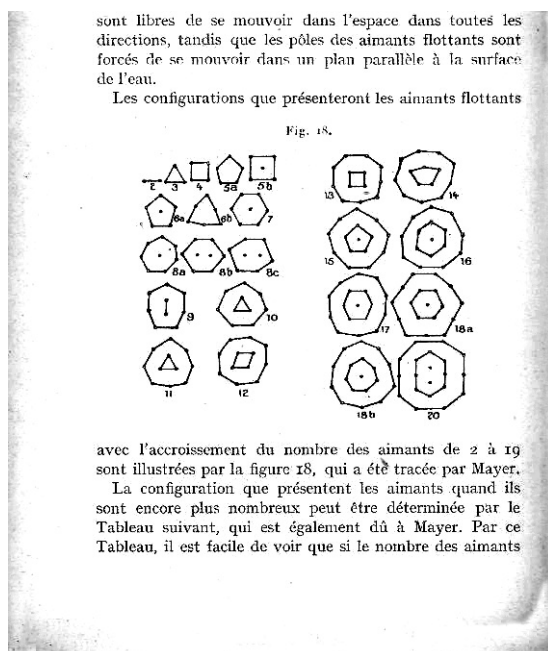 sont libres de se mouvoir dans l'espace dans toutes les
directions, tandis que les pôles des aimants flottants sont
forcés de se mouvoir dans un plan parallèle à la surface
de l'eau.
Les configurations que présenteront les aimants flottants
Fig. 18.
2 3 4 5a 5b
6a 6b 7
8a 8b 8c
9 10
11 12
13 14
15 16
17 18a
18b 20
avec l'accroissement du nombre des aimants de 2 à 19
sont illustrées par la figure 18, qui a été tracée par Mayer.
La configuration que présentent les aimants quand ils
sont encore plus nombreux peut être déterminée par le
Tableau suivant, qui est également dû à Mayer. Par ce
Tableau, il est facile de voir que si le nombre des aimants